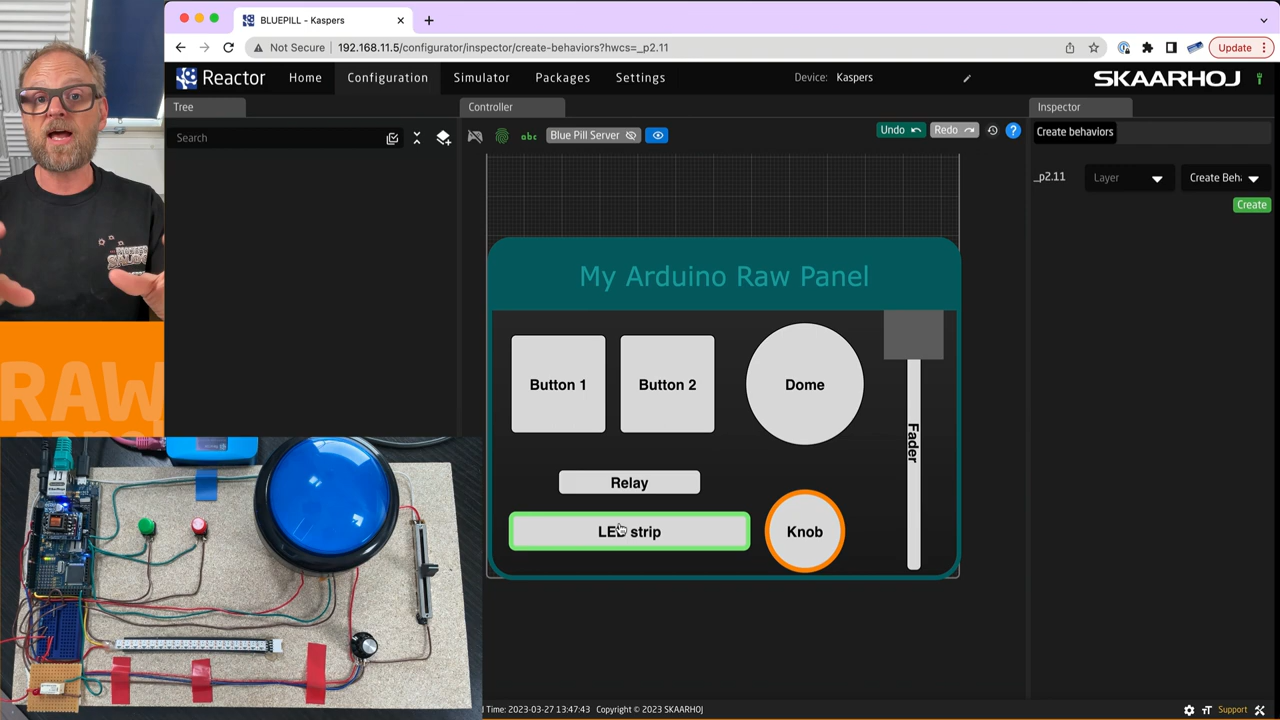 BLUEPILL - Kaspers
Not Secure 192.168.11.5/configurator/inspector/create-behaviors?hwcs=_p2.11 Update
Reactor Home Configuration Simulator Packages Settings Device: Kaspers SKAARHOJ
Tree Controller Inspector
Search abc Blue Pill Server Undo Redo ? Create behaviors
_p2.11 Layer Create Beh
Create
My Arduino Raw Panel
Button 1 Button 2 Dome
Fader
Relay
LED strip Knob
RAW
Time: 2023-03-27 13:47:43 Copyright © 2023 SKAARHOJ Support